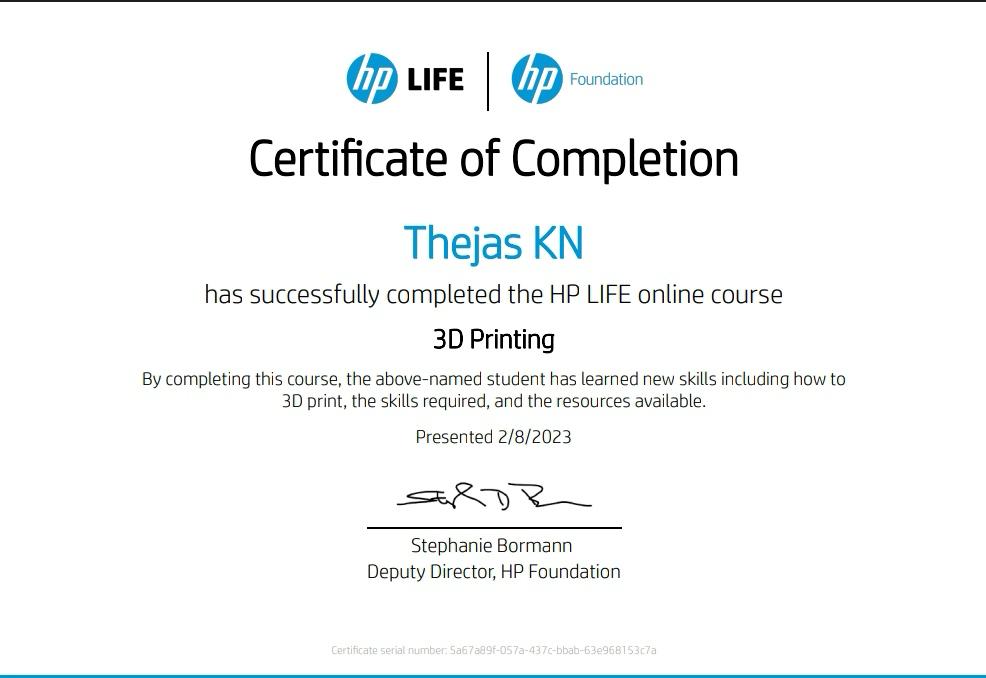 hp LIFE | hp Foundation
Certificate of Completion
Thejas KN
has successfully completed the HP LIFE online course
3D Printing
By completing this course, the above-named student has learned new skills including how to
3D print, the skills required, and the resources available.
Presented 2/8/2023
Stephanie Bormann
Deputy Director, HP Foundation
Certificate serial number: 5a67a89f-057a-437c-bbab-63e968153c7a